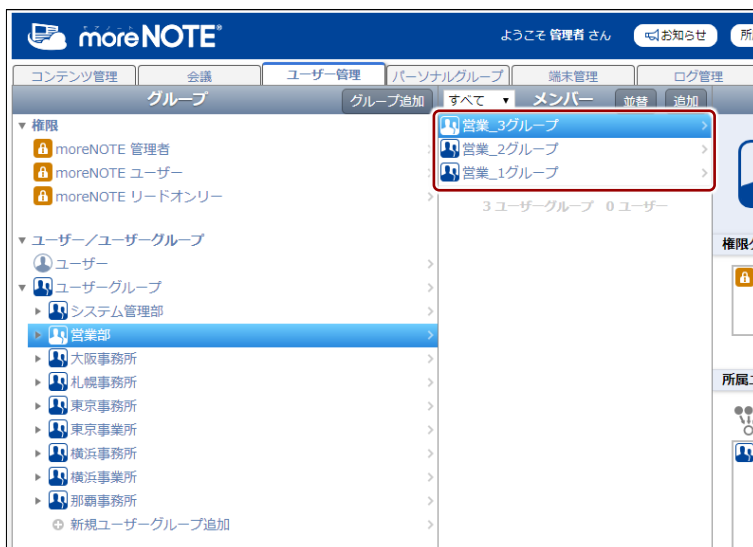 モアノート
moreNOTE®
ようこそ 管理者 さん
お知らせ
所
コンテンツ管理
会議
ユーザー管理
パーソナルグループ
端末管理
ログ管理
グループ
グループ追加
すべて
メンバー
並替
追加
権限
moreNOTE 管理者
moreNOTE ユーザー
moreNOTE リードオンリー
ユーザー／ユーザーグループ
ユーザー
ユーザーグループ
システム管理部
営業部
大阪事務所
札幌事務所
東京事務所
東京事業所
横浜事務所
横浜事業所
那覇事務所
新規ユーザーグループ追加
営業_3グループ
営業_2グループ
営業_1グループ
3 ユーザーグループ 0 ユーザー